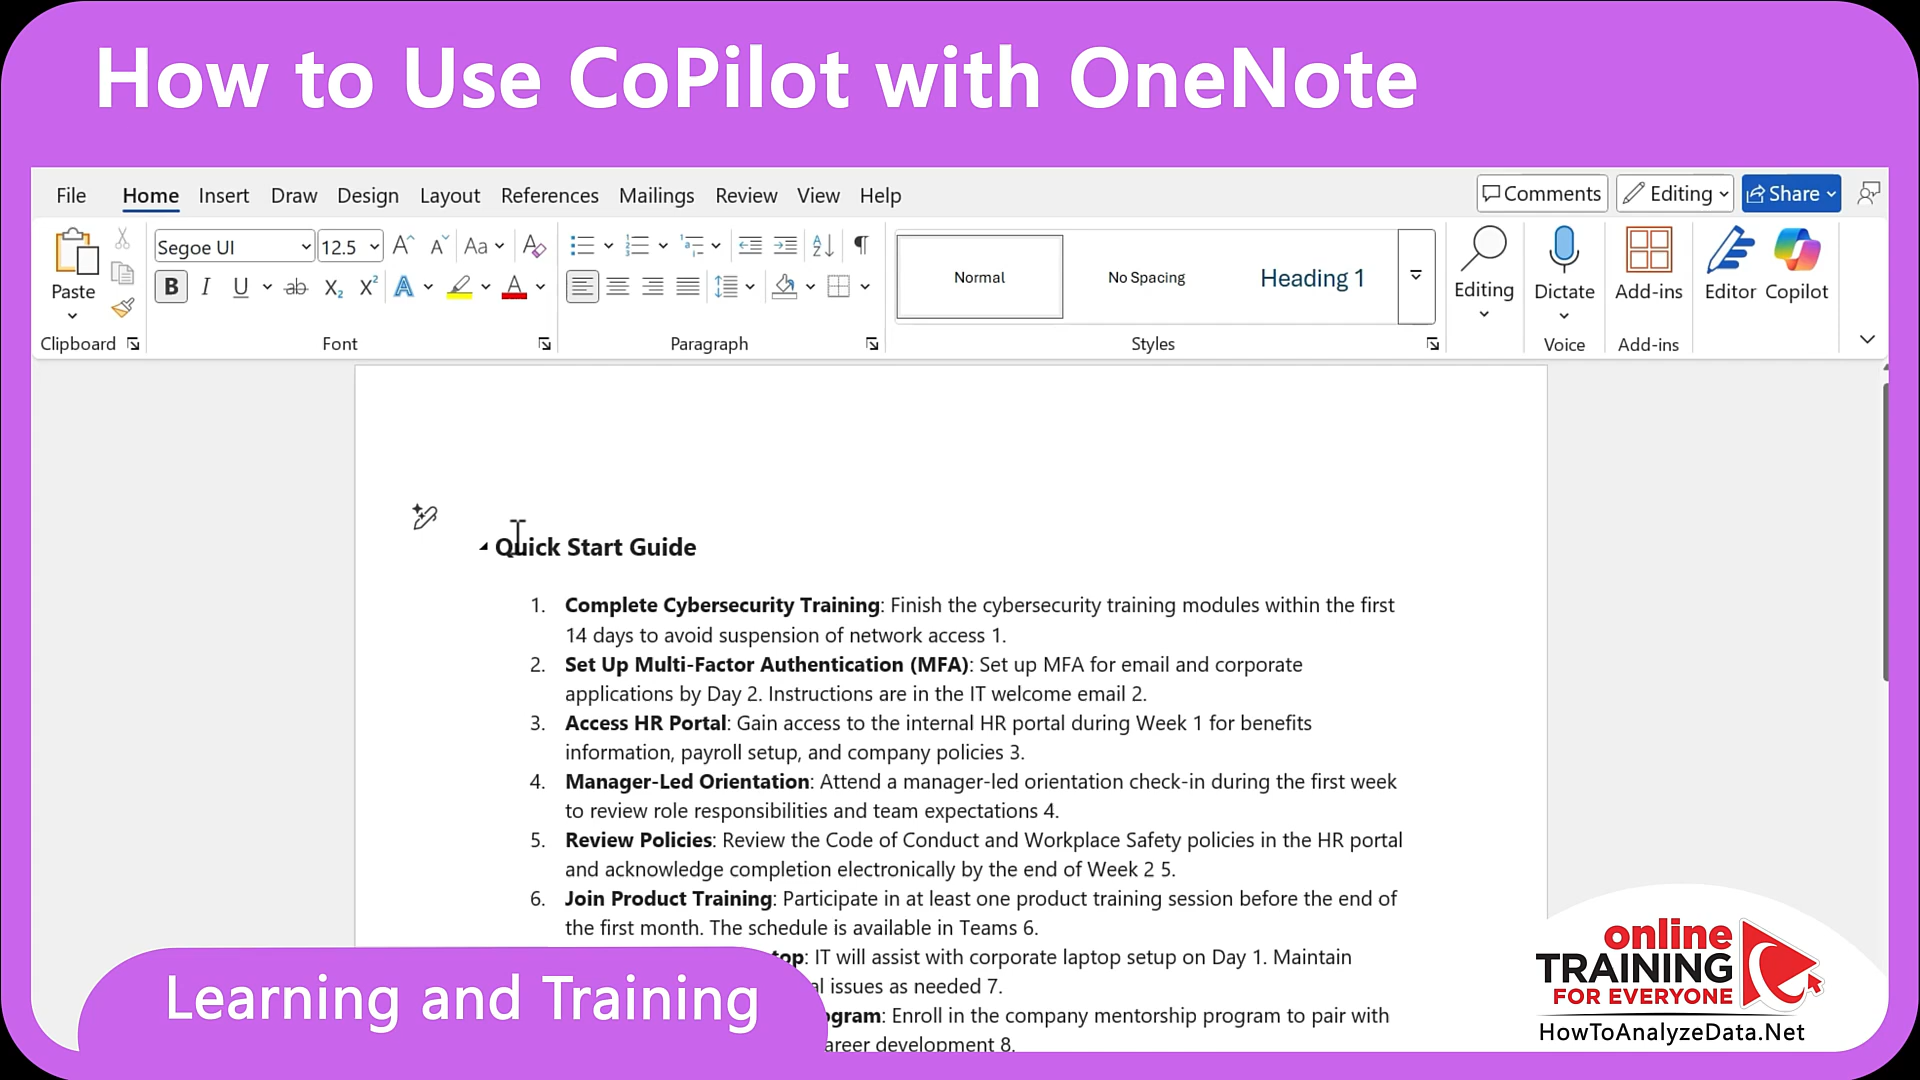 How to Use CoPilot with OneNote
File Home Insert Draw Design Layout References Mailings Review View Help
Comments Editing Share
Segoe UI 12.5 Aa
Paste
B I U ab X₂ X² A A
Normal No Spacing Heading 1
Editing Dictate Add-ins Editor Copilot
Clipboard Font Paragraph Styles Voice Add-ins
Quick Start Guide
1. Complete Cybersecurity Training: Finish the cybersecurity training modules within the first
14 days to avoid suspension of network access 1.
2. Set Up Multi-Factor Authentication (MFA): Set up MFA for email and corporate
applications by Day 2. Instructions are in the IT welcome email 2.
3. Access HR Portal: Gain access to the internal HR portal during Week 1 for benefits
information, payroll setup, and company policies 3.
4. Manager-Led Orientation: Attend a manager-led orientation check-in during the first week
to review role responsibilities and team expectations 4.
5. Review Policies: Review the Code of Conduct and Workplace Safety policies in the HR portal
and acknowledge completion electronically by the end of Week 2 5.
6. Join Product Training: Participate in at least one product training session before the end of
the first month. The schedule is available in Teams 6.
top: IT will assist with corporate laptop setup on Day 1. Maintain
issues as needed 7.
ogram: Enroll in the company mentorship program to pair with
areer development 8.
Learning and Training
online
TRAINING
FOR EVERYONE
HowToAnalyzeData.Net